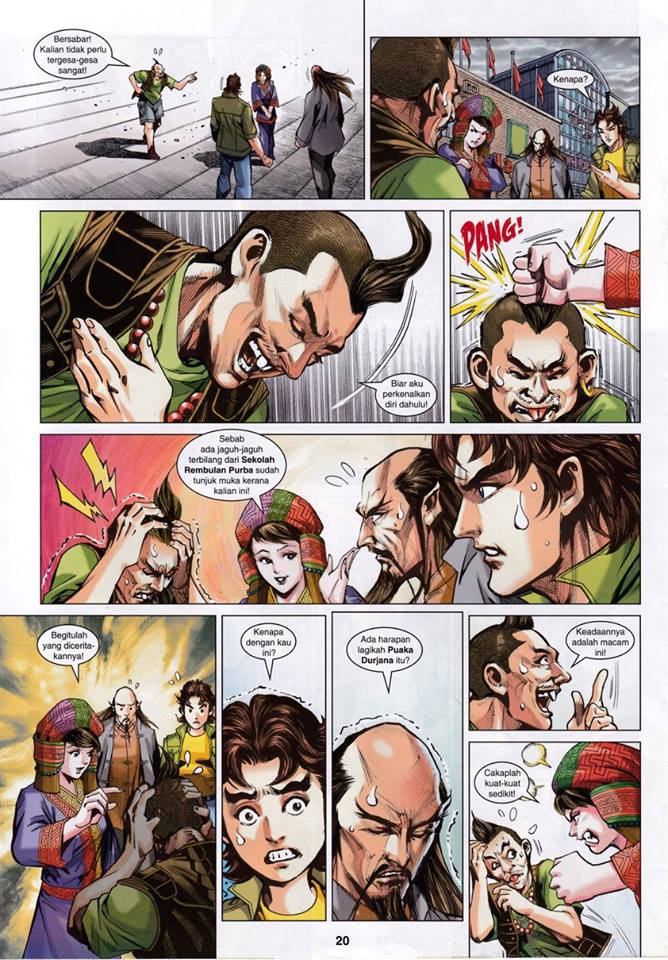 Bersabar!
Kalian tidak perlu
tergesa-gesa
sangat!
Kenapa?
Biar aku
perkenalkan
diri dahulu!
PANG!
Sebab
ada jaguh-jaguh
terbilang dari Sekolah
Rembulan Purba sudah
tunjuk muka kerana
kalian ini!
Begitulah
yang dicerita-
kannya!
Kenapa
dengan kau
ini?
Ada harapan
lagikah Puaka
Durjana itu?
Keadaannya
adalah macam
ini!
Cakaplah
kuat-kuat
sedikit!
20